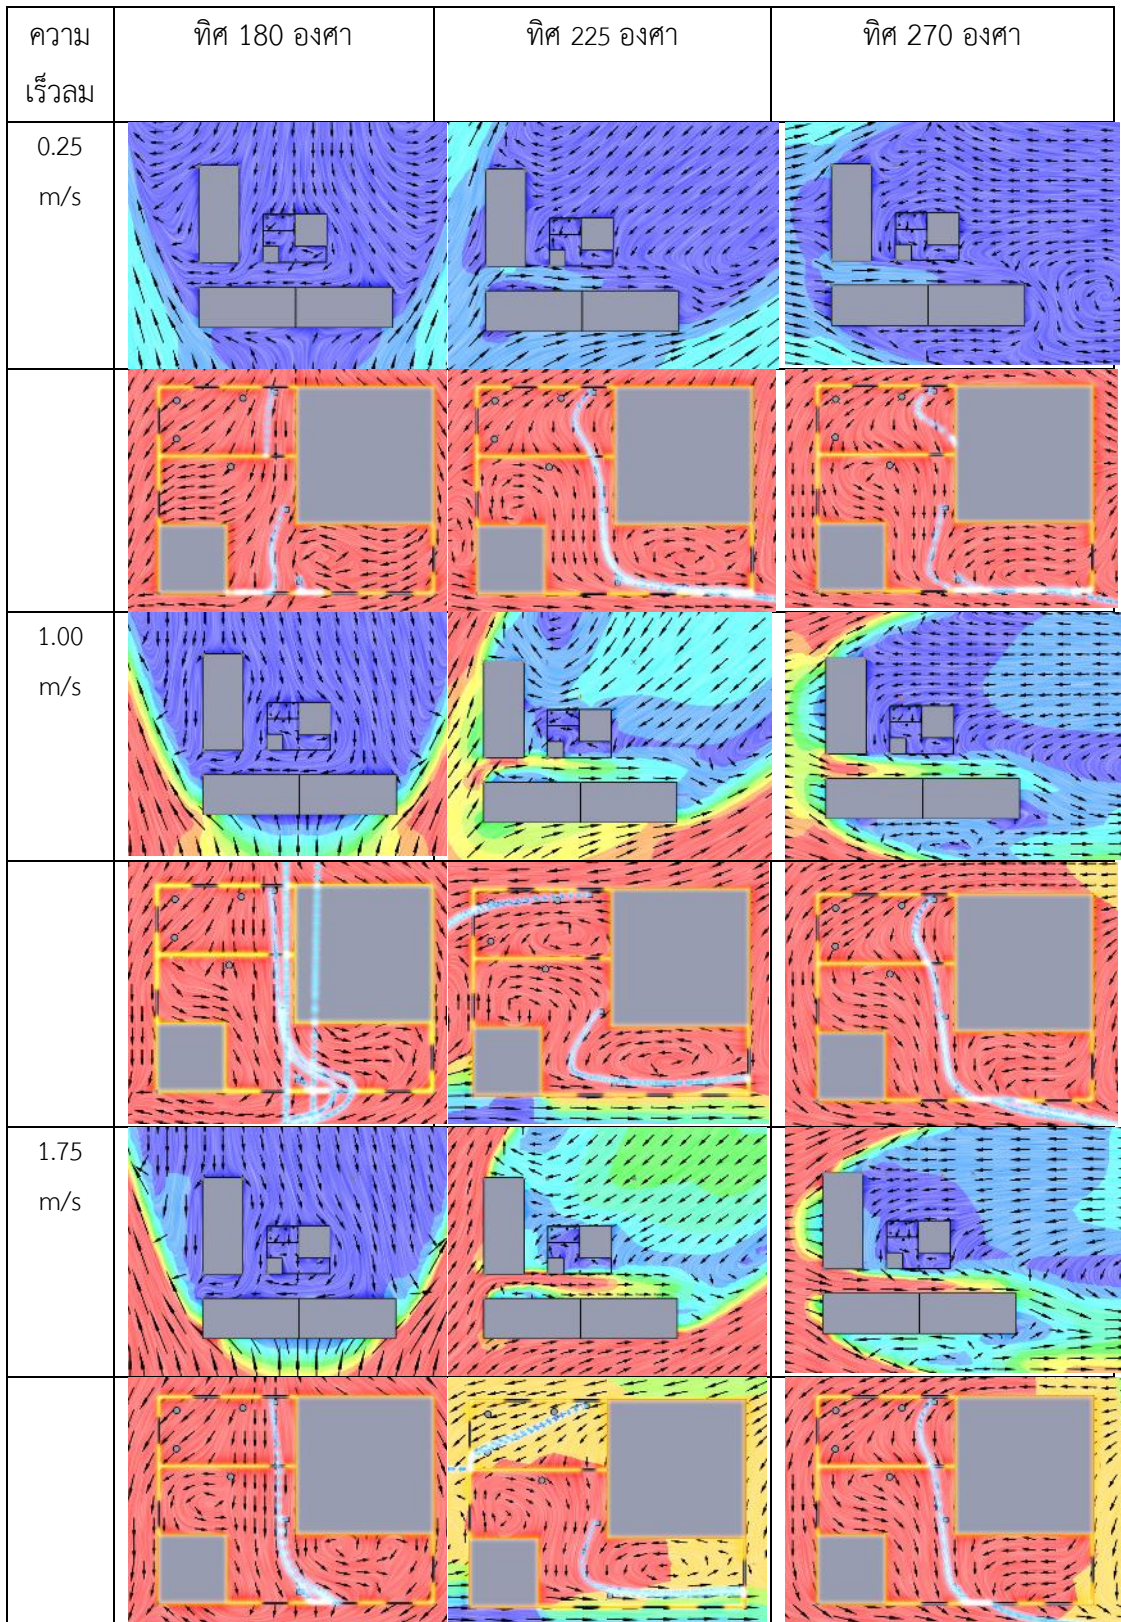 ความ
เร็วลม
ทิศ 180 องศา
ทิศ 225 องศา
ทิศ 270 องศา
0.25
m/s
1.00
m/s
1.75
m/s